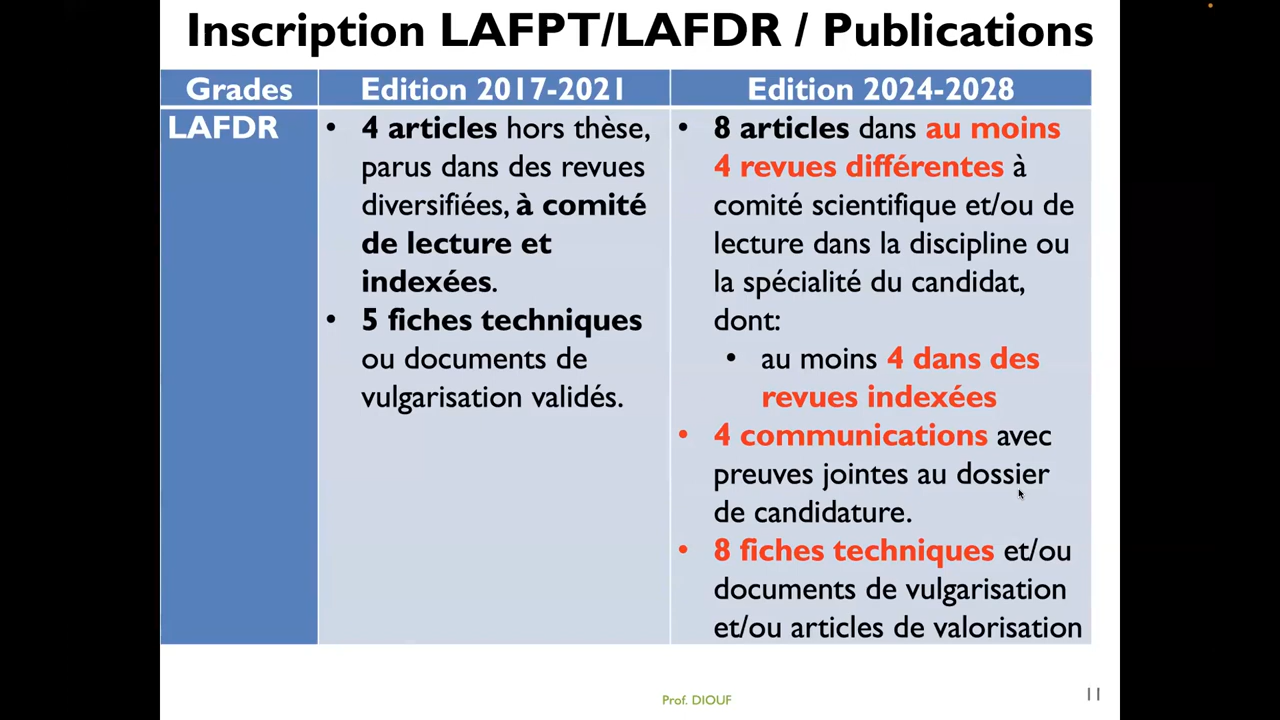 Inscription LAFPT/LAFDR / Publications
Grades
Edition 2017-2021
Edition 2024-2028
LAFDR
• 4 articles hors thèse,
parus dans des revues
diversifiées, à comité
de lecture et
indexées.
• 5 fiches techniques
ou documents de
vulgarisation validés.
• 8 articles dans au moins
4 revues différentes à
comité scientifique et/ou de
lecture dans la discipline ou
la spécialité du candidat,
dont:
• au moins 4 dans des
revues indexées
• 4 communications avec
preuves jointes au dossier
de candidature.
• 8 fiches techniques et/ou
documents de vulgarisation
et/ou articles de valorisation
Prof. DIOUF
11